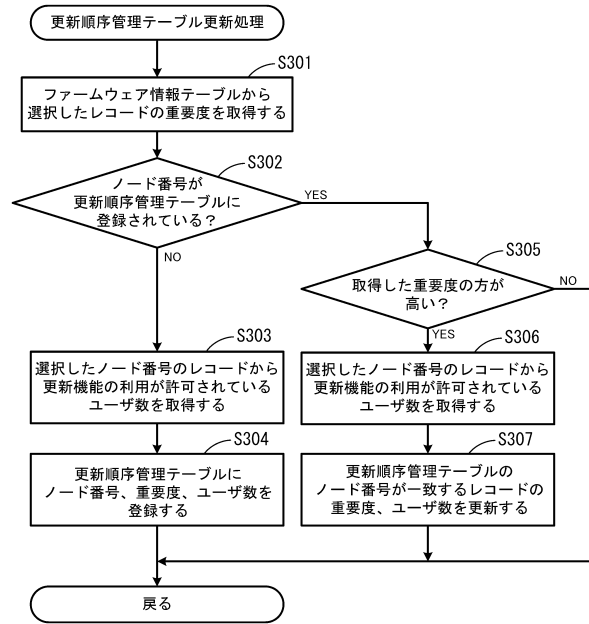 更新順序管理テーブル更新処理
S301
ファームウェア情報テーブルから
選択したレコードの重要度を取得する
S302
ノード番号が
更新順序管理テーブルに
登録されている？
YES
NO
S305
取得した重要度の方が
高い？
NO
YES
S303
選択したノード番号のレコードから
更新機能の利用が許可されている
ユーザ数を取得する
S306
選択したノード番号のレコードから
更新機能の利用が許可されている
ユーザ数を取得する
S304
更新順序管理テーブルに
ノード番号、重要度、ユーザ数を
登録する
S307
更新順序管理テーブルの
ノード番号が一致するレコードの
重要度、ユーザ数を更新する
戻る